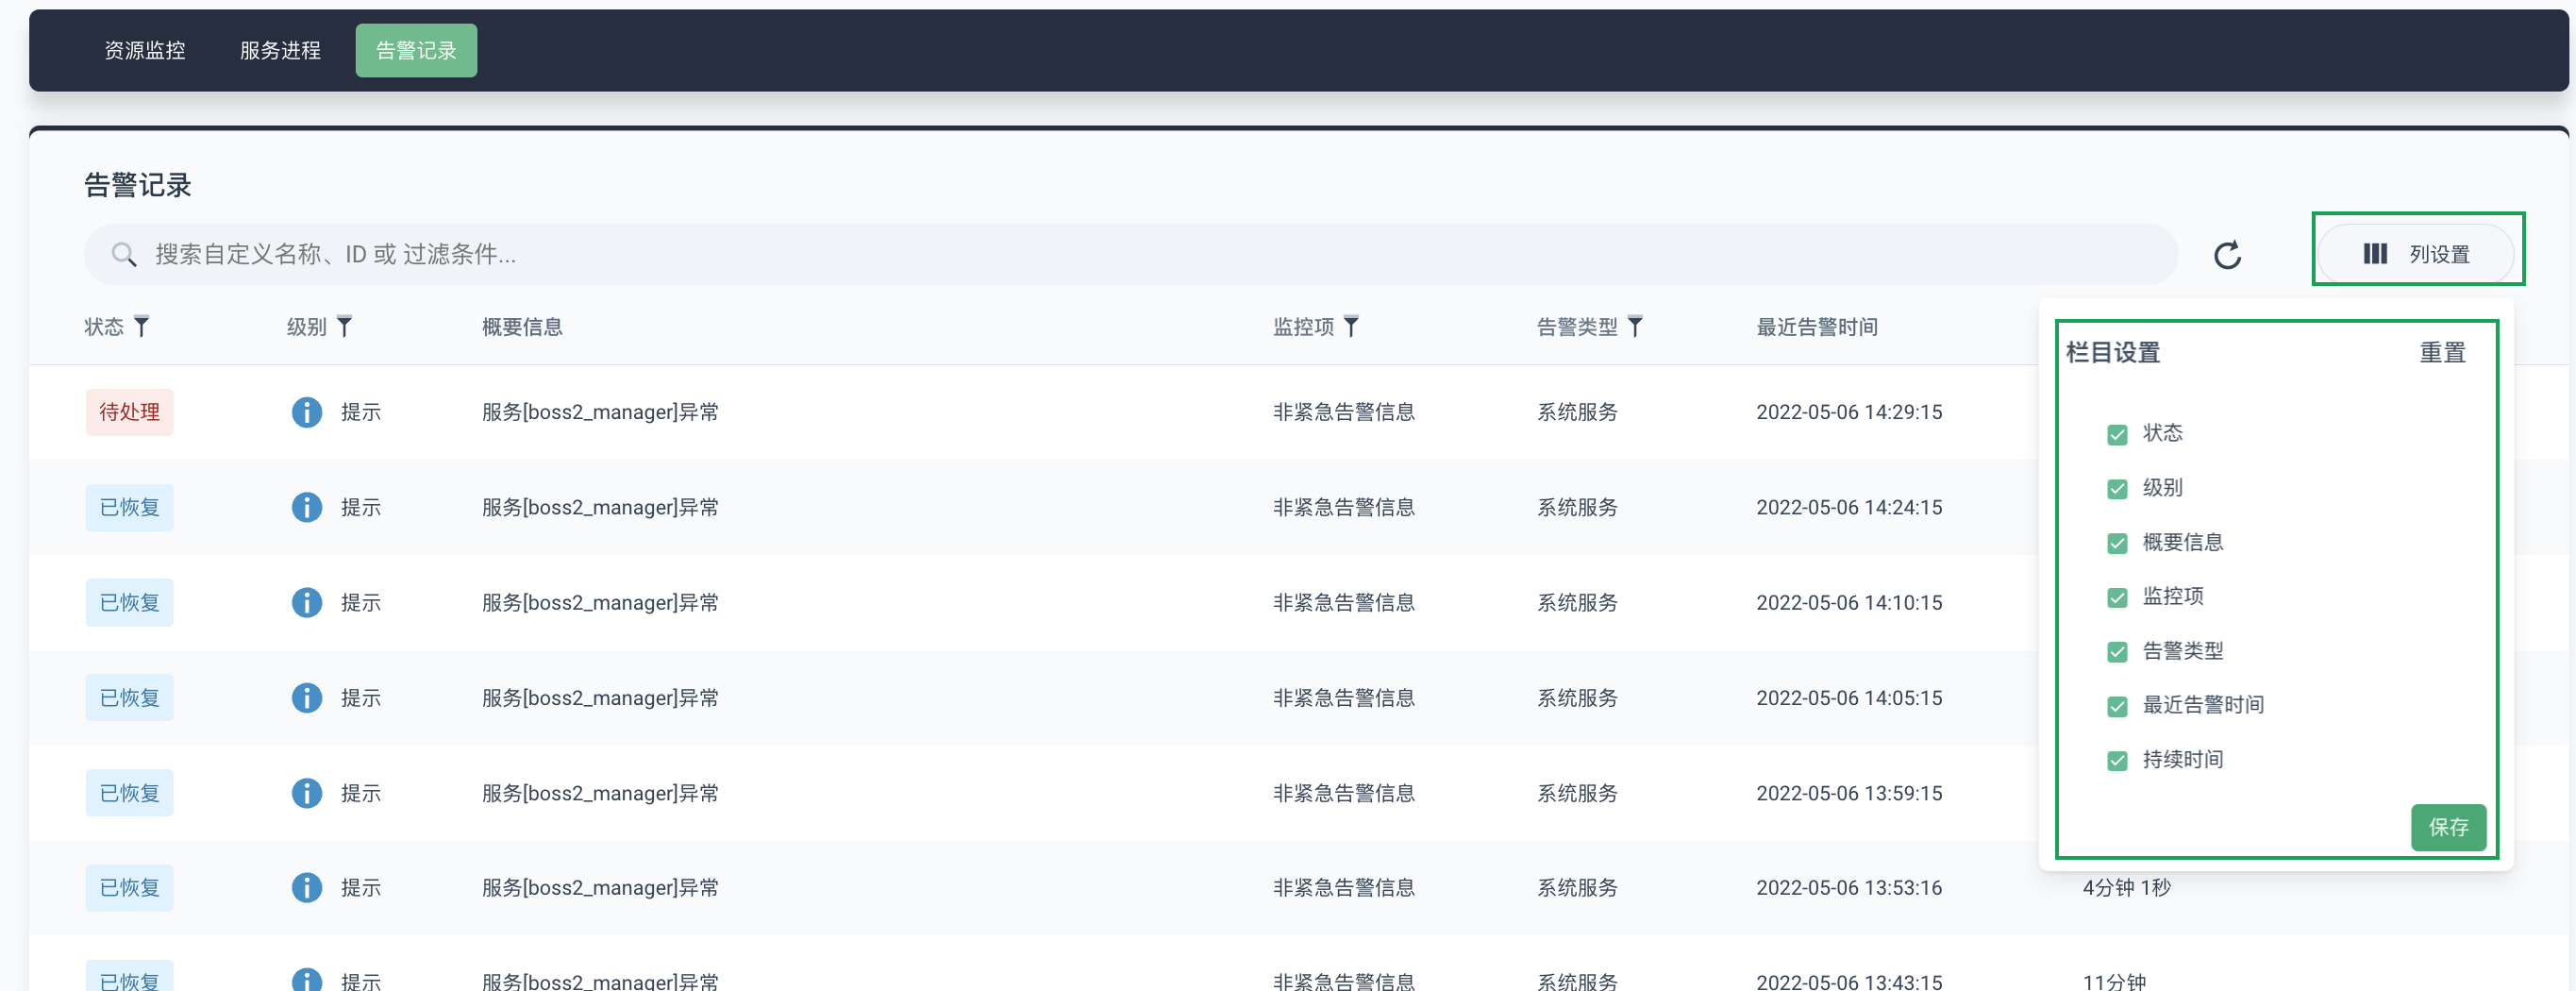 资源监控 服务进程 告警记录
告警记录
搜索自定义名称、ID 或 过滤条件... 列设置
状态 级别 概要信息 监控项 告警类型 最近告警时间
栏目设置 重置
状态
级别
概要信息
监控项
告警类型
最近告警时间
持续时间
保存
待处理 提示 服务[boss2_manager]异常 非紧急告警信息 系统服务 2022-05-06 14:29:15
已恢复 提示 服务[boss2_manager]异常 非紧急告警信息 系统服务 2022-05-06 14:24:15
已恢复 提示 服务[boss2_manager]异常 非紧急告警信息 系统服务 2022-05-06 14:10:15
已恢复 提示 服务[boss2_manager]异常 非紧急告警信息 系统服务 2022-05-06 14:05:15
已恢复 提示 服务[boss2_manager]异常 非紧急告警信息 系统服务 2022-05-06 13:59:15
已恢复 提示 服务[boss2_manager]异常 非紧急告警信息 系统服务 2022-05-06 13:53:16 4分钟 1秒
已恢复 提示 服务[boss2_manager]异常 非紧急告警信息 系统服务 2022-05-06 13:43:15 11分钟